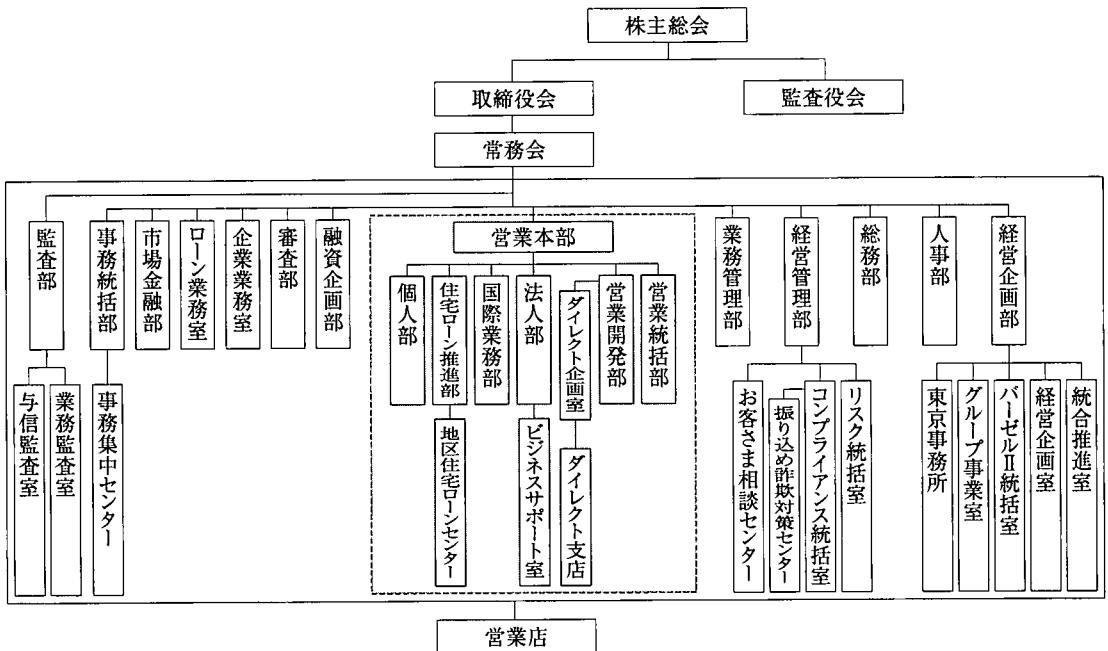 株主総会
取締役会
監査役会
常務会
営業本部
経営企画部
人事部
総務部
経営管理部
業務管理部
営業統括部
営業開発部
ダイレクト企画室
法人部
国際業務部
住宅ローン推進部
個人部
融資企画部
審査部
企業業務室
ローン業務室
市場金融部
事務統括部
監査部
統合推進室
経営企画室
バーゼルⅡ統括室
グループ事業室
東京事務所
リスク統括室
コンプライアンス統括室
振り込め詐欺対策センター
お客さま相談センター
ダイレクト支店
ビジネスサポート室
地区住宅ローンセンター
事務集中センター
業務監査室
与信監査室
営業店